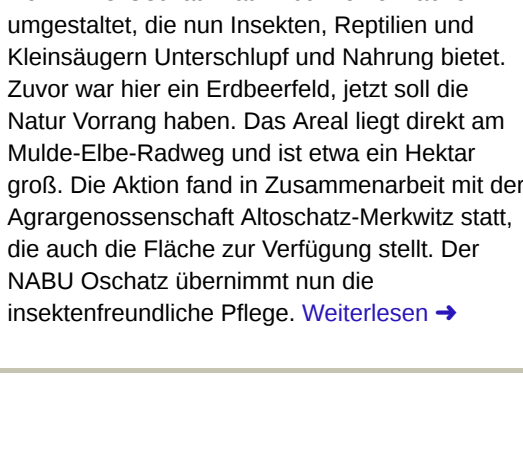 umgestaltet, die nun Insekten, Reptilien und
Kleinsäugern Unterschlupf und Nahrung bietet.
Zuvor war hier ein Erdbeerfeld, jetzt soll die
Natur Vorrang haben. Das Areal liegt direkt am
Mulde-Elbe-Radweg und ist etwa ein Hektar
groß. Die Aktion fand in Zusammenarbeit mit der
Agrargenossenschaft Altoschatz-Merkwitz statt,
die auch die Fläche zur Verfügung stellt. Der
NABU Oschatz übernimmt nun die
insektenfreundliche Pflege. Weiterlesen ➜